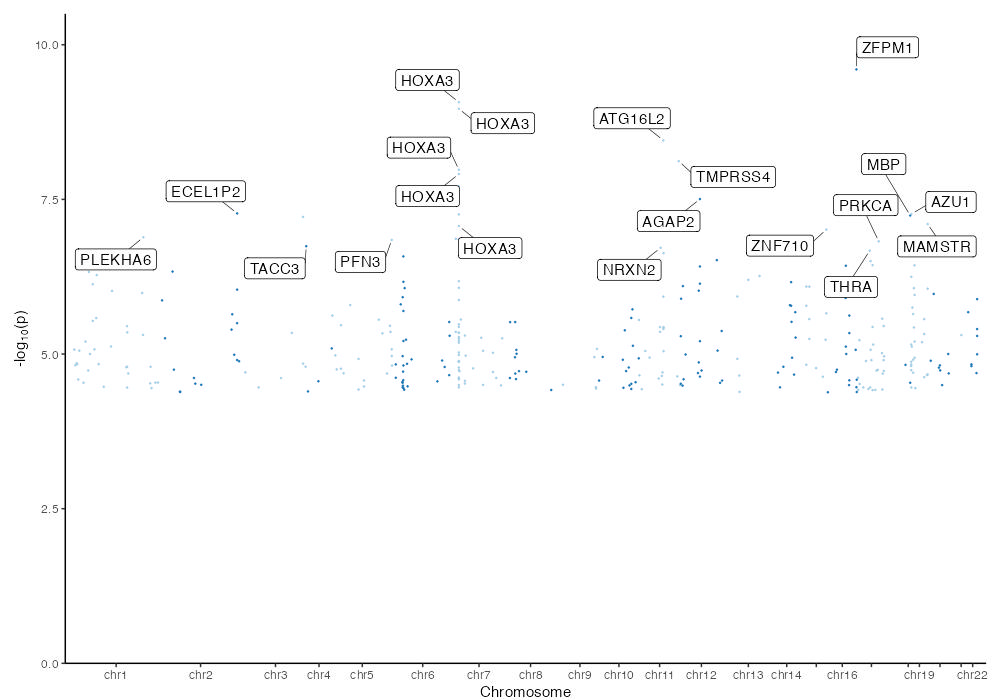 10.0
7.5
5.0
2.5
0.0
-log10(p)
ZFPM1
HOXA3
HOXA3
ATG16L2
HOXA3
MBP
TMPRSS4
ECEL1P2
HOXA3
AZU1
PRKCA
AGAP2
ZNF710
MAMSTR
HOXA3
PLEKHA6
PFN3
TACC3
NRXN2
THRA
chr1 chr2 chr3 chr4 chr5 chr6 chr7 chr8 chr9 chr10 chr11 chr12 chr13 chr14 chr16 chr19 chr22
Chromosome